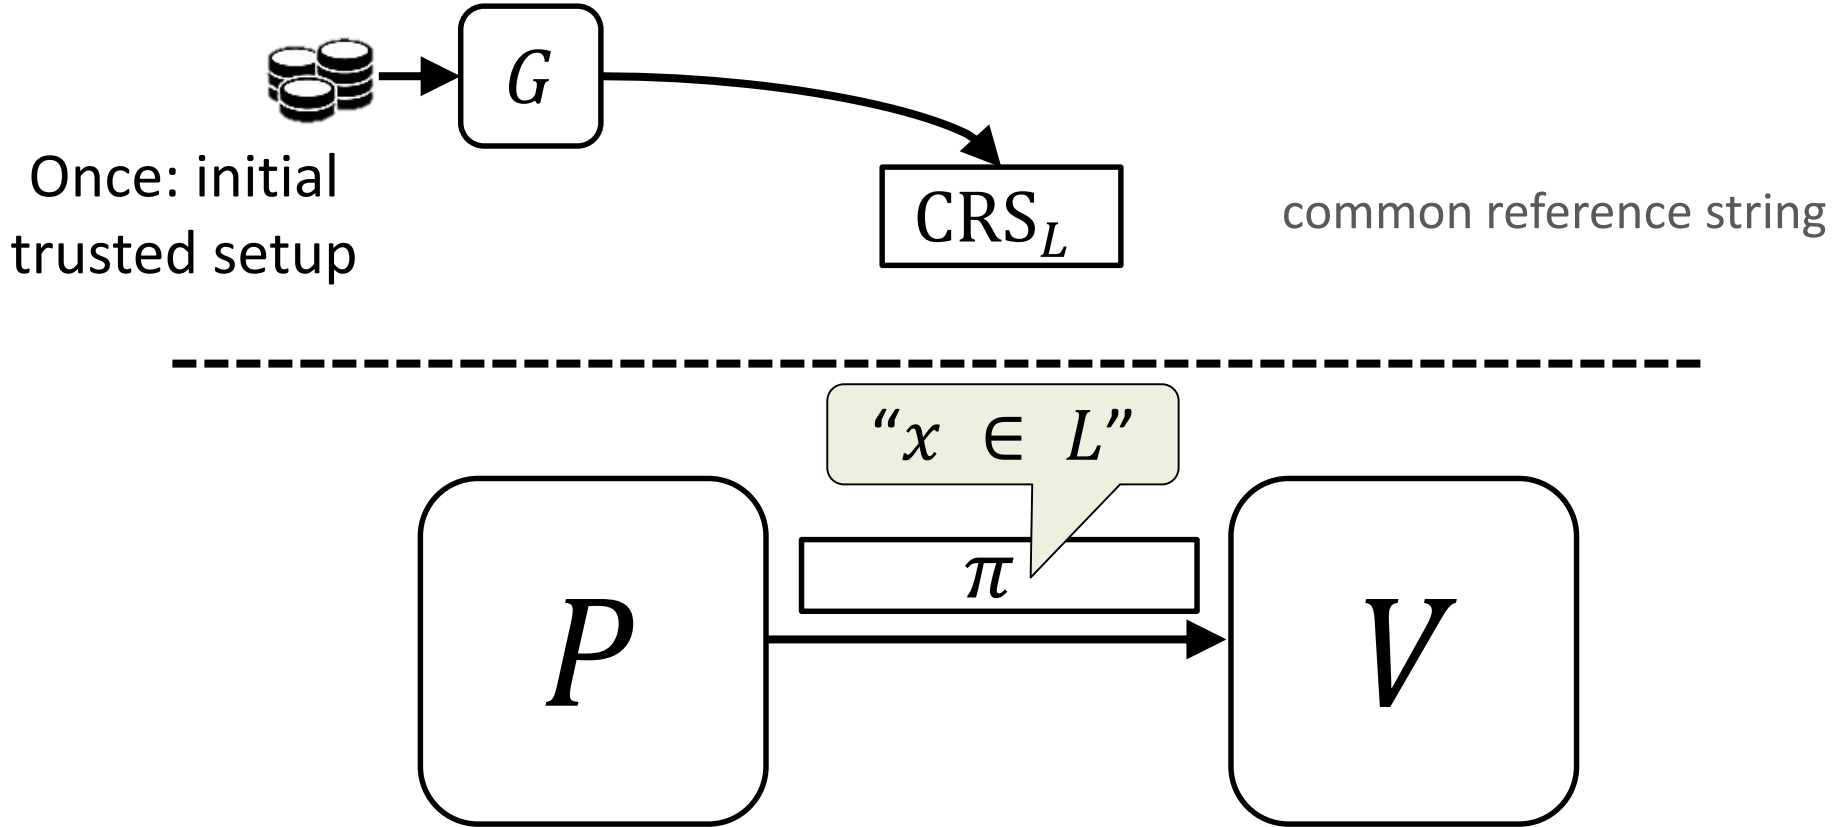 G
Once: initial
trusted setup
CRS_L
common reference string
“x ∈ L”
π
P
V